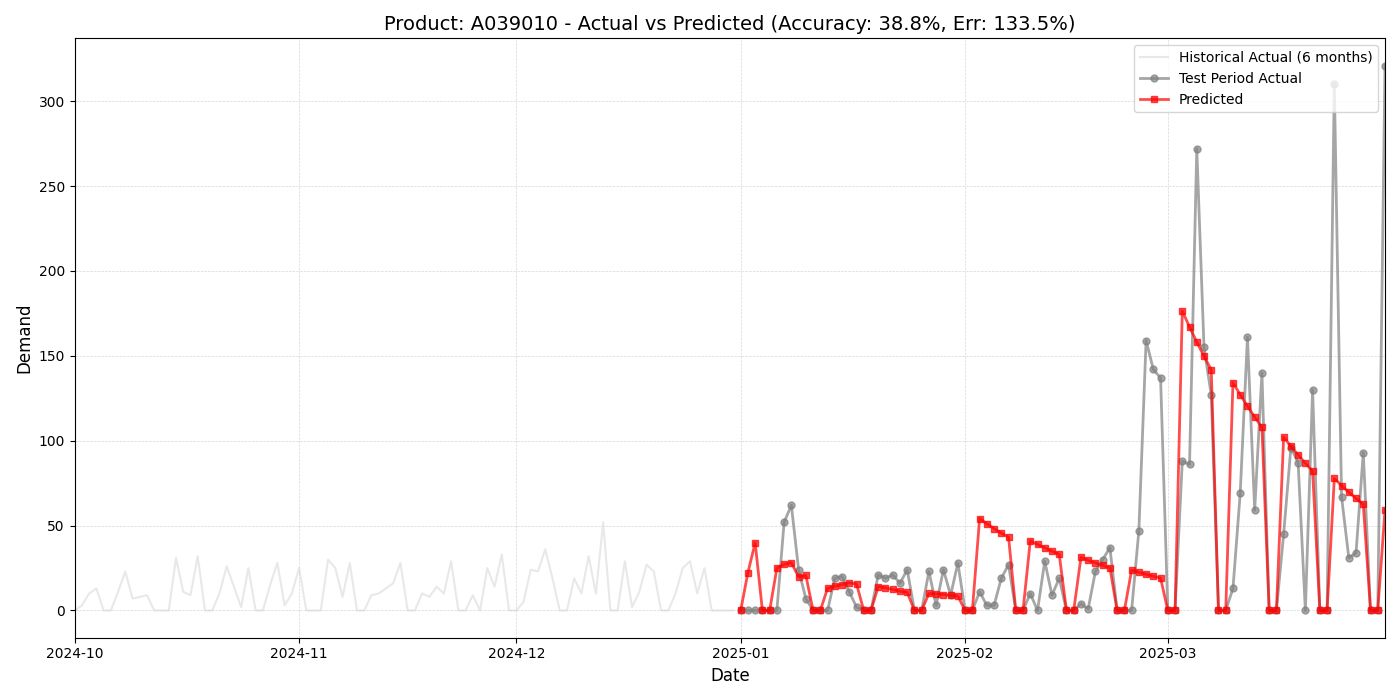 Product: A039010 - Actual vs Predicted (Accuracy: 38.8%, Err: 133.5%)
Historical Actual (6 months)
Test Period Actual
Predicted
Demand
300
250
200
150
100
50
0
2024-10
2024-11
2024-12
2025-01
2025-02
2025-03
Date